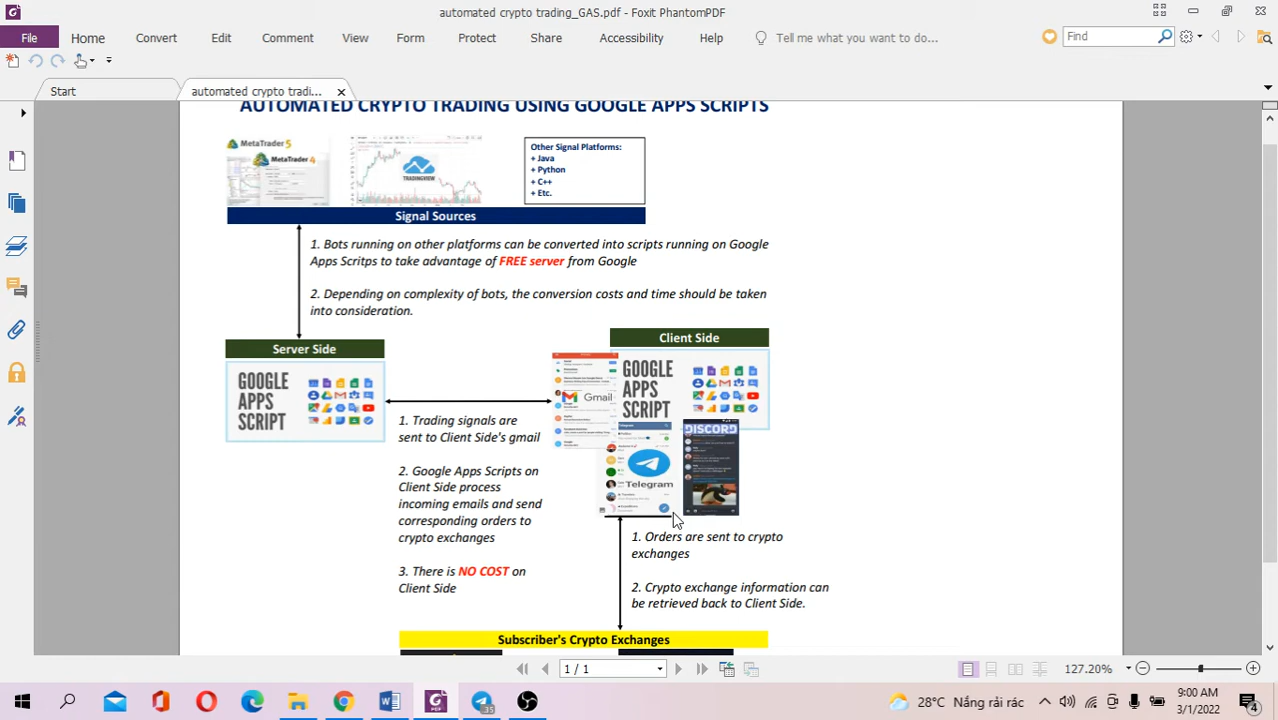 automated crypto trading_GAS.pdf - Foxit PhantomPDF
File Home Convert Edit Comment View Form Protect Share Accessibility Help Tell me what you want to do... Find
Start automated crypto tradi...
AUTOMATED CRYPTO TRADING USING GOOGLE APPS SCRIPTS
MetaTrader 5
MetaTrader 4
TRADINGVIEW
Other Signal Platforms:
+ Java
+ Python
+ C++
+ Etc.
Signal Sources
1. Bots running on other platforms can be converted into scripts running on Google
Apps Scritps to take advantage of FREE server from Google
2. Depending on complexity of bots, the conversion costs and time should be taken
into consideration.
Server Side
GOOGLE
APPS
SCRIPT
Client Side
GOOGLE
APPS
SCRIPT
Gmail
DISCORD
Telegram
1. Trading signals are
sent to Client Side's gmail
2. Google Apps Scripts on
Client Side process
incoming emails and send
corresponding orders to
crypto exchanges
3. There is NO COST on
Client Side
1. Orders are sent to crypto
exchanges
2. Crypto exchange information can
be retrieved back to Client Side.
Subscriber's Crypto Exchanges
1 / 1
127.20%
35
28°C Nắng rải rác
9:00 AM
3/1/2022
4